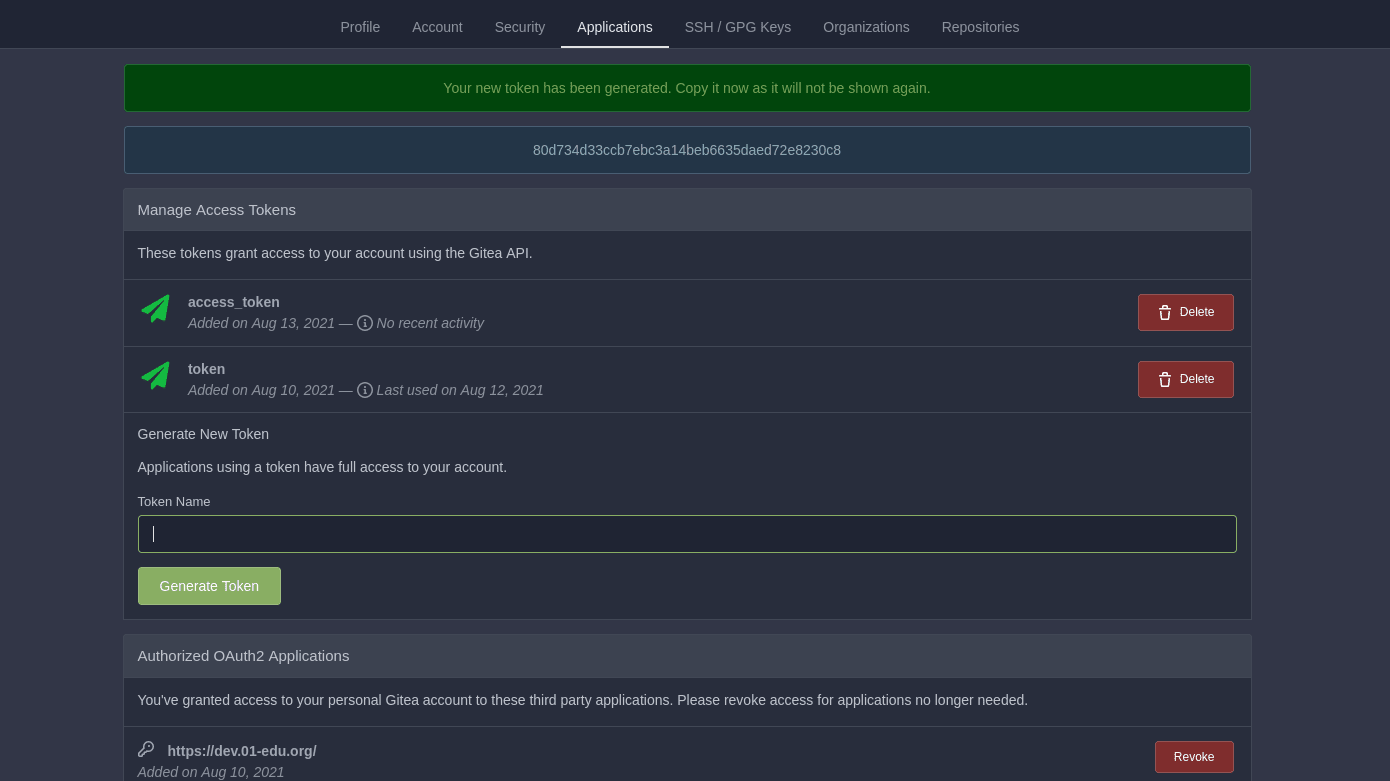 Profile Account Security Applications SSH / GPG Keys Organizations Repositories
Your new token has been generated. Copy it now as it will not be shown again.
80d734d33ccb7ebc3a14beb6635daed72e8230c8
Manage Access Tokens
These tokens grant access to your account using the Gitea API.
access_token
Added on Aug 13, 2021 — No recent activity
Delete
token
Added on Aug 10, 2021 — Last used on Aug 12, 2021
Delete
Generate New Token
Applications using a token have full access to your account.
Token Name
Generate Token
Authorized OAuth2 Applications
You've granted access to your personal Gitea account to these third party applications. Please revoke access for applications no longer needed.
https://dev.01-edu.org/
Revoke
Added on Aug 10, 2021